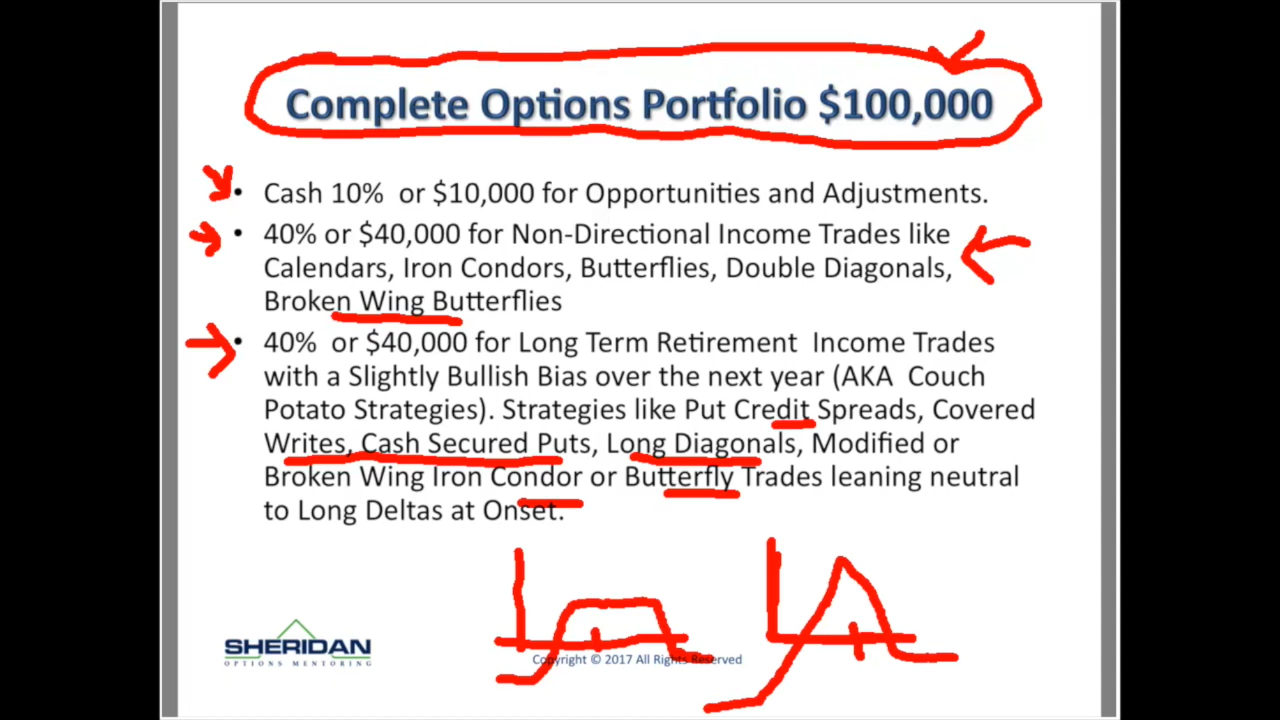 Complete Options Portfolio $100,000
• Cash 10% or $10,000 for Opportunities and Adjustments.
• 40% or $40,000 for Non-Directional Income Trades like
Calendars, Iron Condors, Butterflies, Double Diagonals,
Broken Wing Butterflies
• 40% or $40,000 for Long Term Retirement Income Trades
with a Slightly Bullish Bias over the next year (AKA Couch
Potato Strategies). Strategies like Put Credit Spreads, Covered
Writes, Cash Secured Puts, Long Diagonals, Modified or
Broken Wing Iron Condor or Butterfly Trades leaning neutral
to Long Deltas at Onset.
SHERIDAN
OPTIONS MENTORING
Copyright © 2017 All Rights Reserved